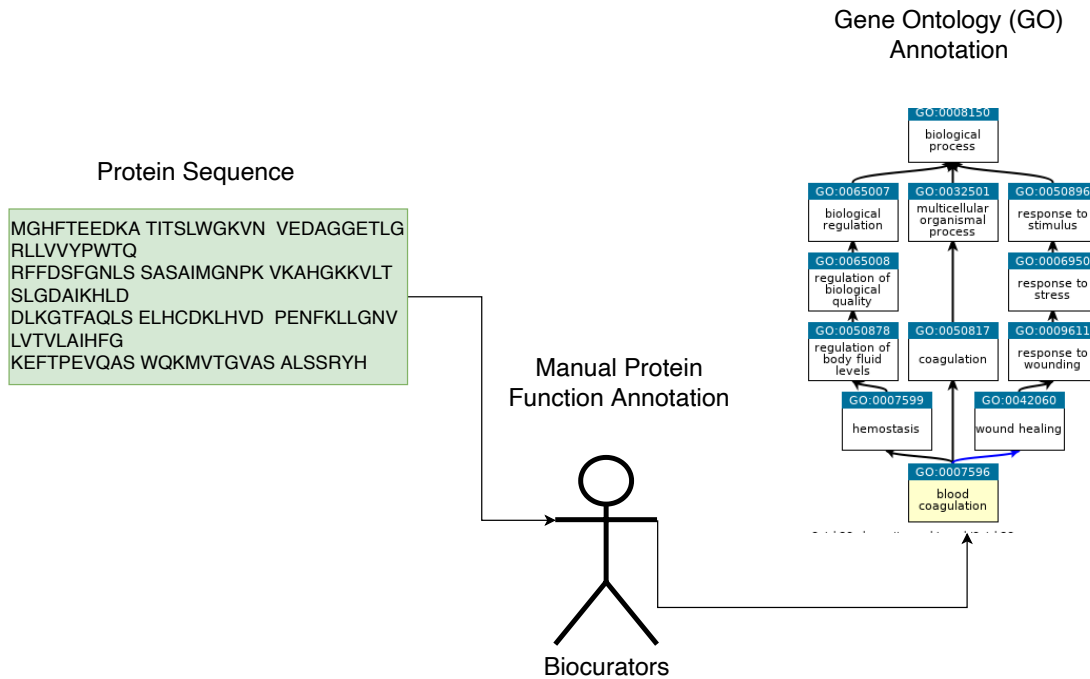 Gene Ontology (GO)
Annotation
Protein Sequence
MGHFTEEDKA TITSLWGKVN VEDAGGETLG
RLLVVYPWTQ
RFFDSFGNLS SASAIMGNPK VKAHGKKVLT
SLGDAIKHLD
DLKGTFAQLS ELHCDKLHVD PENFKLLGNV
LVTVLAIHFG
KEFTPEVQAS WQKMVTGVAS ALSSRYH
Manual Protein
Function Annotation
Biocurators
GO:0008150
biological
process
GO:0065007
biological
regulation
GO:0032501
multicellular
organismal
process
GO:0050896
response to
stimulus
GO:0065008
regulation of
biological
quality
GO:0006950
response to
stress
GO:0050878
regulation of
body fluid
levels
GO:0050817
coagulation
GO:0009611
response to
wounding
GO:0007599
hemostasis
GO:0042060
wound healing
GO:0007596
blood
coagulation